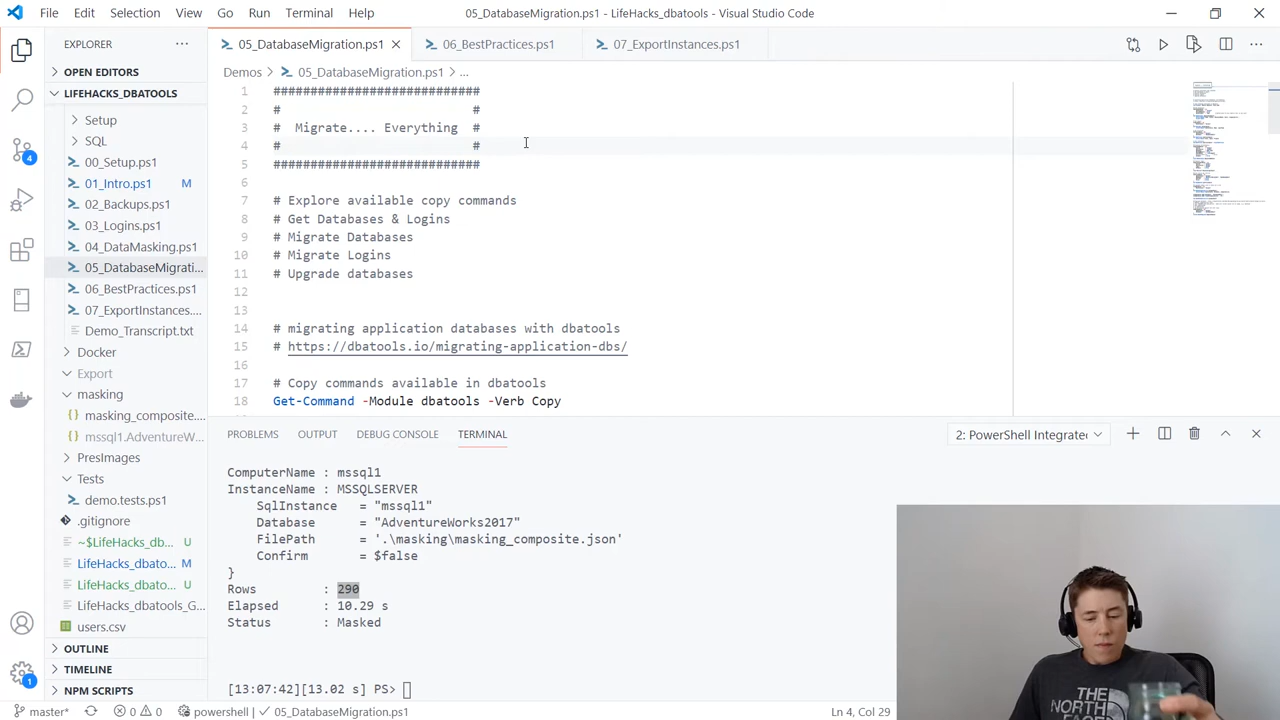 File Edit Selection View Go Run Terminal Help
05_DatabaseMigration.ps1 - LifeHacks_dbatools - Visual Studio Code
EXPLORER
OPEN EDITORS
LIFEHACKS_DBATOOLS
Setup
SQL
00_Setup.ps1
01_Intro.ps1 M
02_Backups.ps1
03_Logins.ps1
04_DataMasking.ps1
05_DatabaseMigrati...
06_BestPractices.ps1
07_ExportInstances....
Demo_Transcript.txt
Docker
Export
masking
masking_composite....
mssql1.AdventureW...
PresImages
Tests
demo.tests.ps1
.gitignore
~$LifeHacks_db... U
LifeHacks_dbato... M
LifeHacks_dbato... U
LifeHacks_dbatools_G...
users.csv
OUTLINE
TIMELINE
NPM SCRIPTS
4
1
05_DatabaseMigration.ps1
06_BestPractices.ps1
07_ExportInstances.ps1
Demos > 05_DatabaseMigration.ps1 > ...
1 ############################
2 # #
3 # Migrate.... Everything #
4 # #
5 ############################
6
7 # Explore available copy commands
8 # Get Databases & Logins
9 # Migrate Databases
10 # Migrate Logins
11 # Upgrade databases
12
13
14 # migrating application databases with dbatools
15 # https://dbatools.io/migrating-application-dbs/
16
17 # Copy commands available in dbatools
18 Get-Command -Module dbatools -Verb Copy
PROBLEMS OUTPUT DEBUG CONSOLE TERMINAL
2: PowerShell Integrate
ComputerName : mssql1
InstanceName : MSSQLSERVER
SqlInstance = "mssql1"
Database = "AdventureWorks2017"
FilePath = '.\masking\masking_composite.json'
Confirm = $false
}
Rows : 290
Elapsed : 10.29 s
Status : Masked
[13:07:42][13.02 s] PS>
THE
NORTH
FACE
master* 0 0 powershell 05_DatabaseMigration.ps1
Ln 4, Col 29